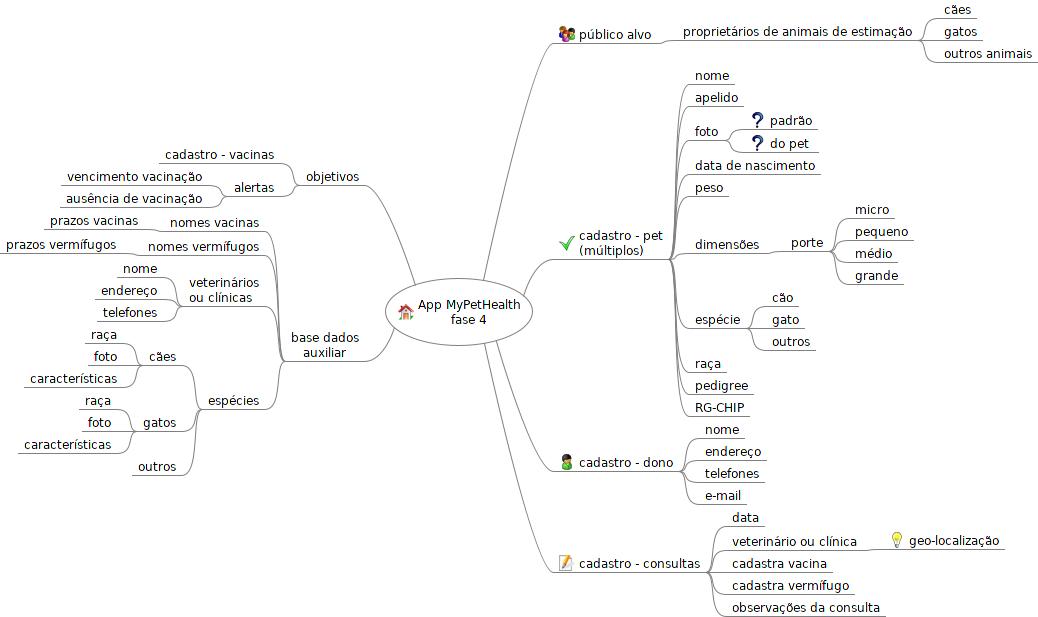 App MyPetHealth
fase 4
público alvo
proprietários de animais de estimação
cães
gatos
outros animais
cadastro - pet
(múltiplos)
nome
apelido
foto
padrão
do pet
data de nascimento
peso
dimensões
porte
micro
pequeno
médio
grande
espécie
cão
gato
outros
raça
pedigree
RG-CHIP
cadastro - dono
nome
endereço
telefones
e-mail
cadastro - consultas
data
veterinário ou clínica
geo-localização
cadastra vacina
cadastra vermífugo
observações da consulta
objetivos
cadastro - vacinas
alertas
vencimento vacinação
ausência de vacinação
base dados
auxiliar
nomes vacinas
prazos vacinas
nomes vermífugos
prazos vermífugos
veterinários
ou clínicas
nome
endereço
telefones
espécies
cães
raça
foto
características
gatos
raça
foto
características
outros